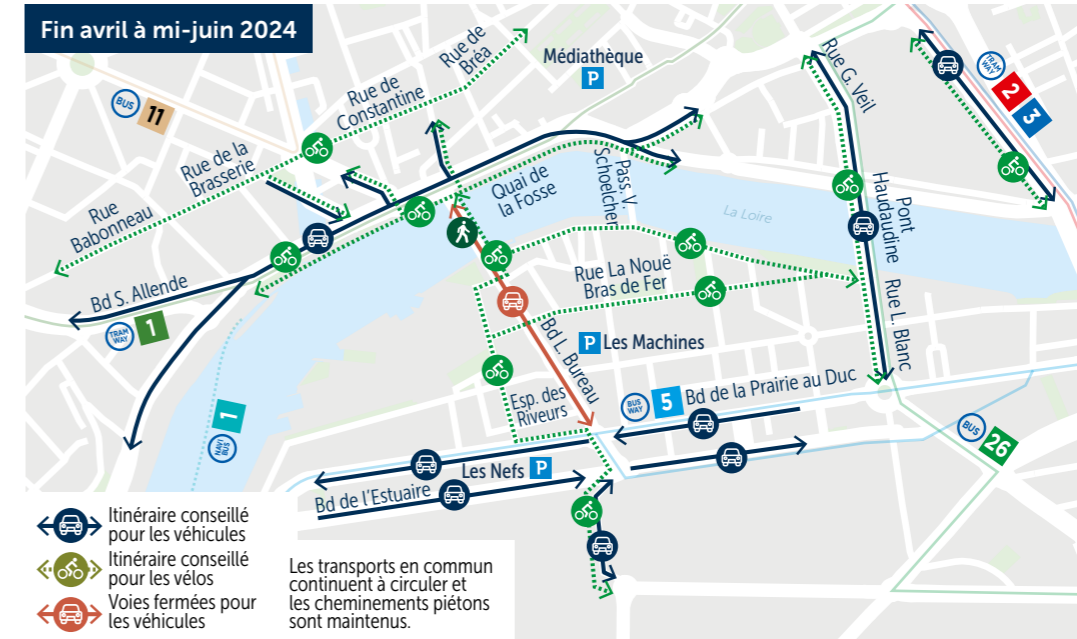 Fin avril à mi-juin 2024
Rue de
Bréa
Médiathèque
P
Rue G. Veil
TRAM
WAY
2
3
BUS
11
Rue de
Constantine
Rue de la
Brasserie
Rue
Babonneau
Quai de
la Fosse
Pass. V.
Schoelcher
La Loire
Pont
Haudaudine
Bd S. Allende
TRAM
WAY
1
Rue La Nouë
Bras de Fer
Rue L. Blanc
Bd L. Bureau
P Les Machines
NAVI
BUS
1
Esp. des
Riveurs
BUS
WAY
5
Bd de la Prairie au Duc
BUS
26
Les Nefs P
Bd de l'Estuaire
Itinéraire conseillé
pour les véhicules
Itinéraire conseillé
pour les vélos
Voies fermées pour
les véhicules
Les transports en commun
continuent à circuler et
les cheminements piétons
sont maintenus.